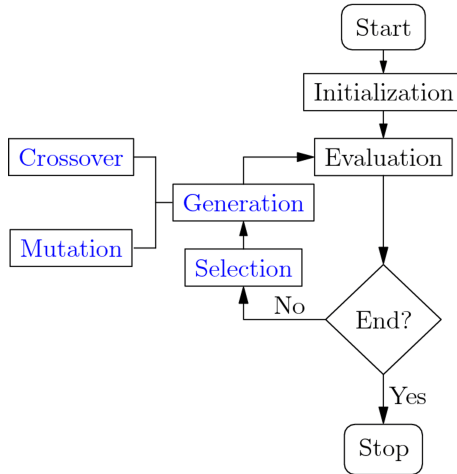 Start
Initialization
Crossover
Evaluation
Generation
Mutation
Selection
No
End?
Yes
Stop